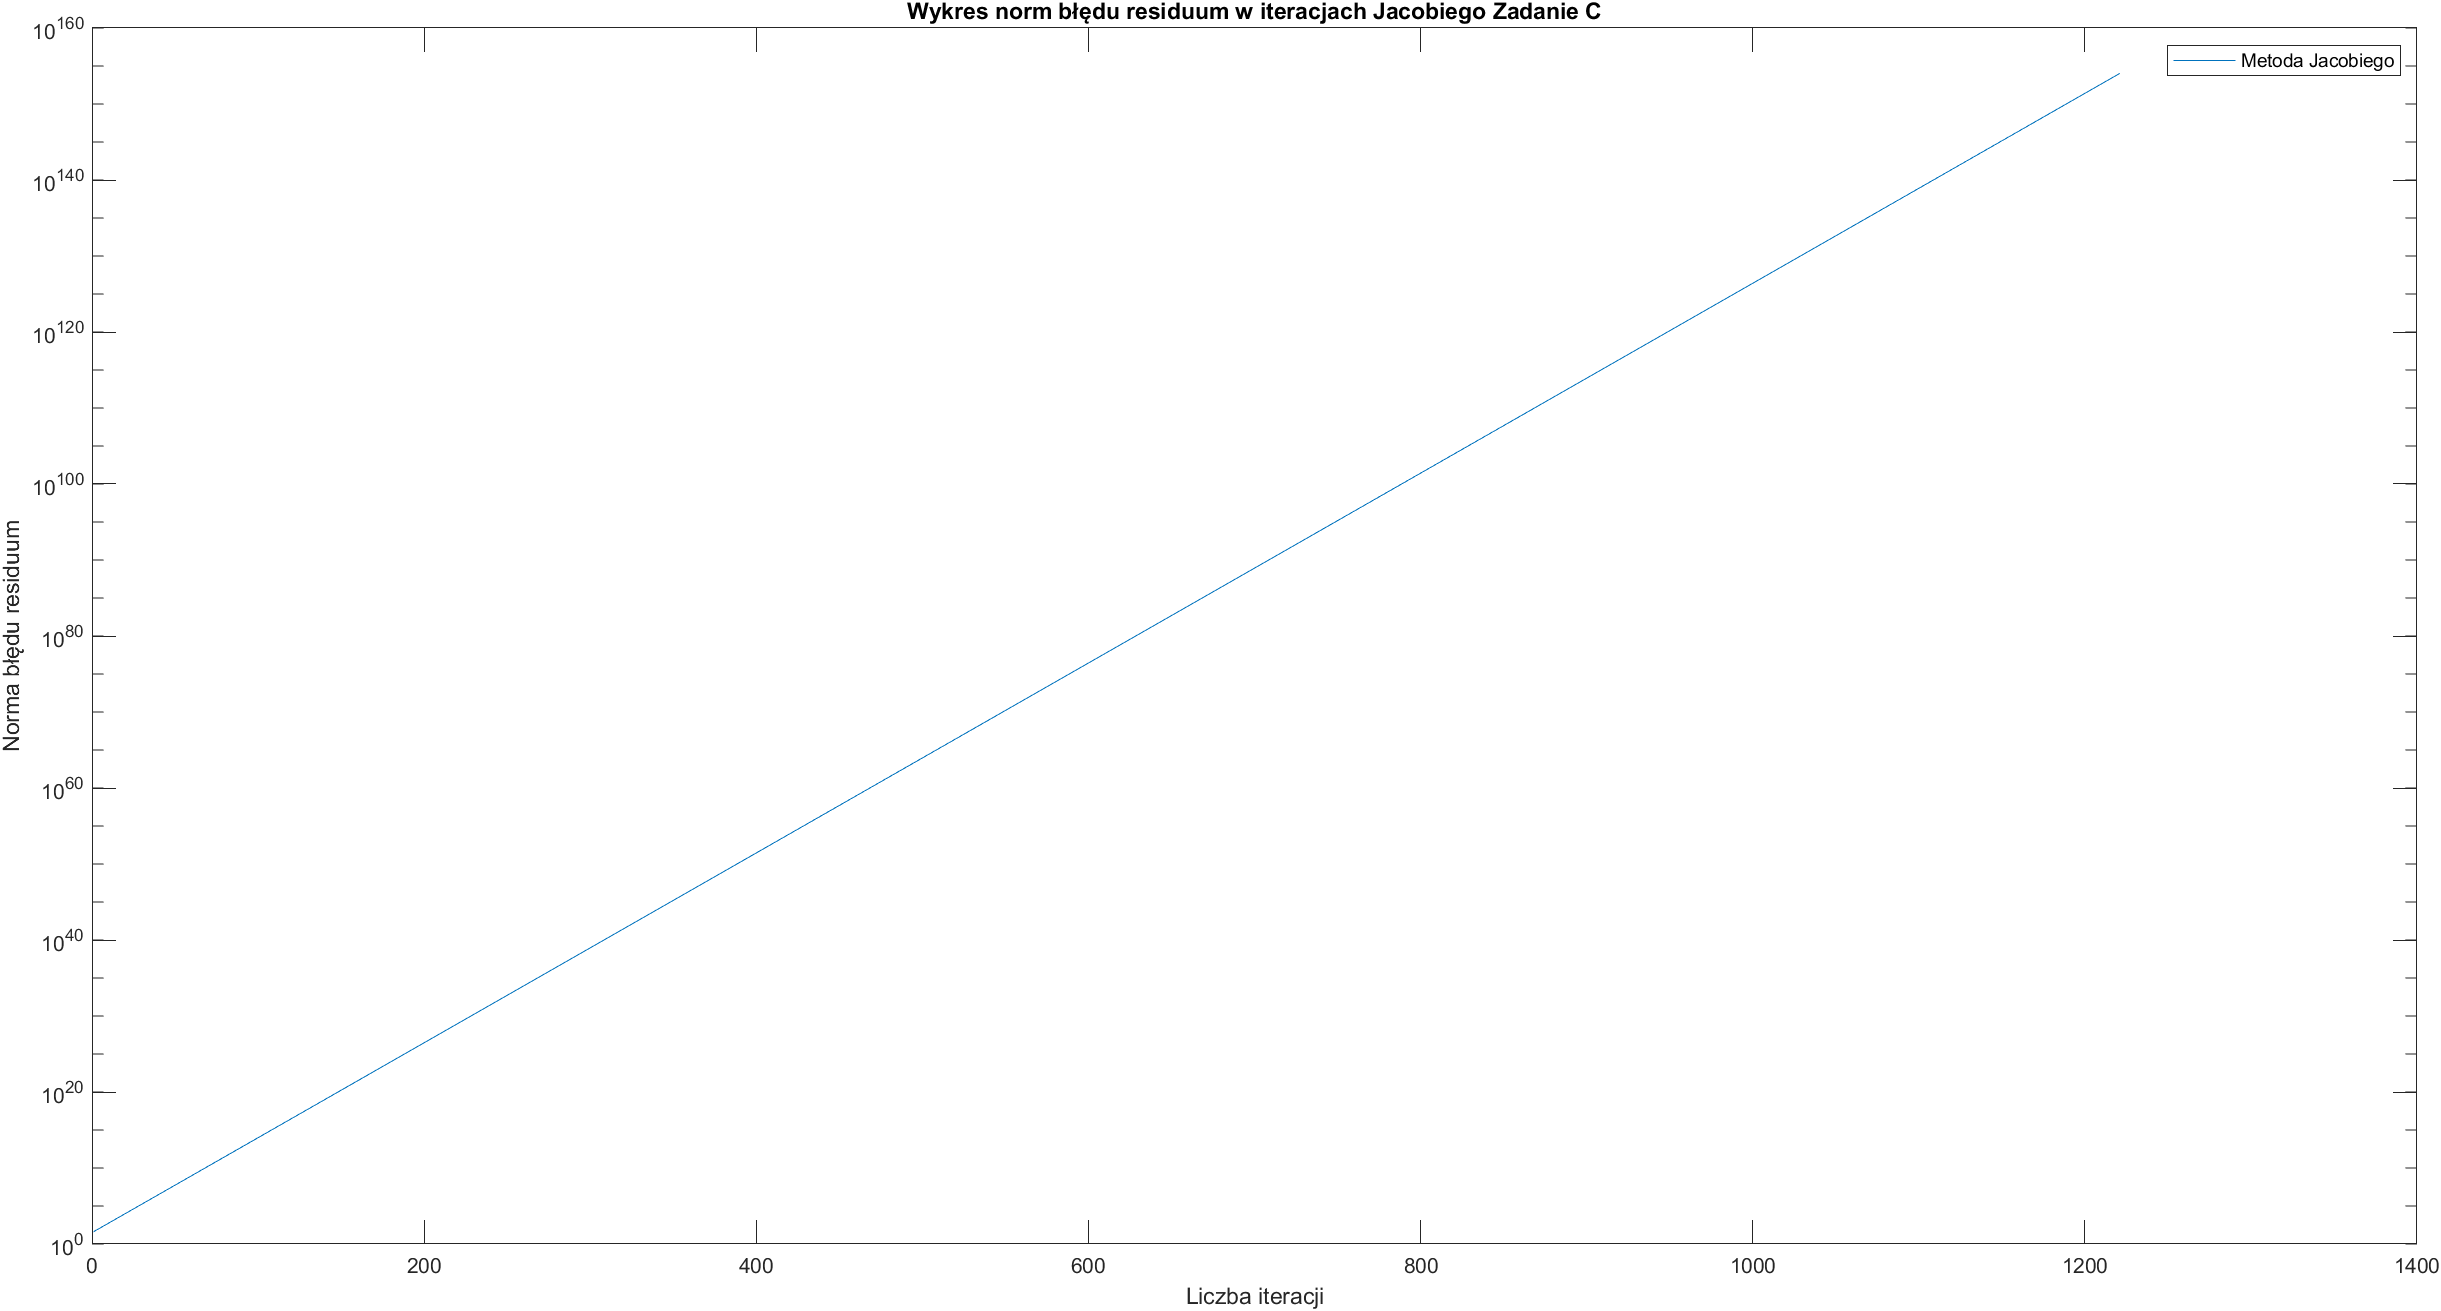 Wykres norm błędu residuum w iteracjach Jacobiego Zadanie C
Metoda Jacobiego
Norma błędu residuum
10^160
10^140
10^120
10^100
10^80
10^60
10^40
10^20
10^0
0 200 400 600 800 1000 1200 1400
Liczba iteracji